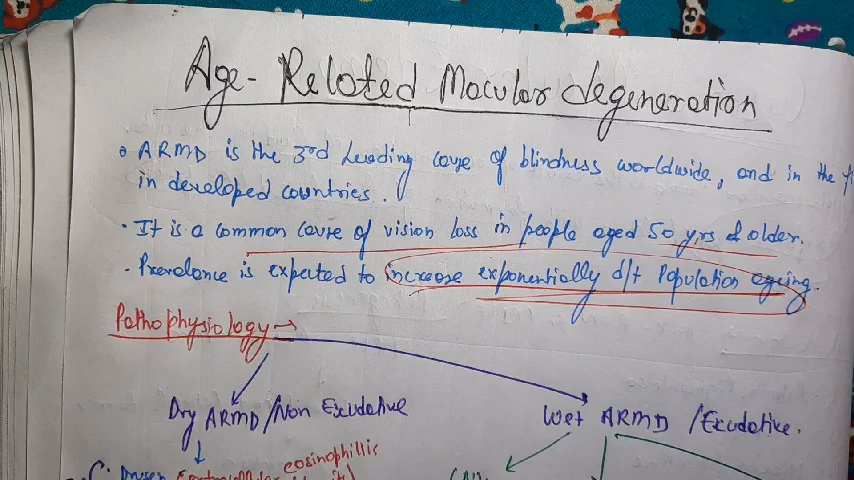 Age-Related Macular degeneration
ARMD is the 3rd leading cause of blindness worldwide, and in the
in developed countries.
It is a common cause of vision loss in people aged 50 yrs & older.
Prevalance is expected to increase exponentially d/t Population ageing.
Pathophysiology →
Dry ARMD/Non Exudative
Wet ARMD /Exudative.
eosinophillic